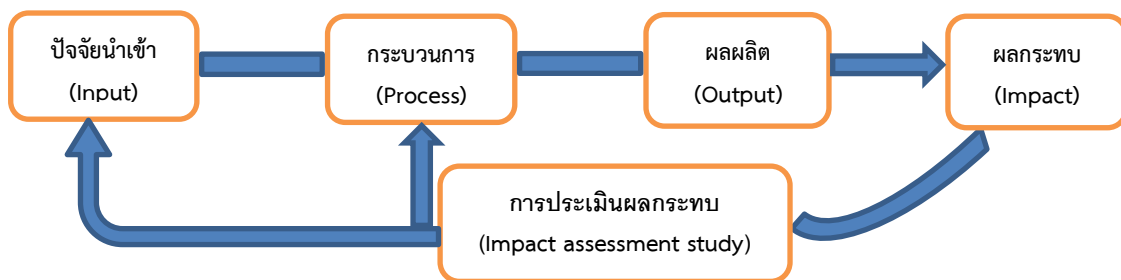 ปัจจัยนำเข้า
(Input)
กระบวนการ
(Process)
ผลผลิต
(Output)
ผลกระทบ
(Impact)
การประเมินผลกระทบ
(Impact assessment study)